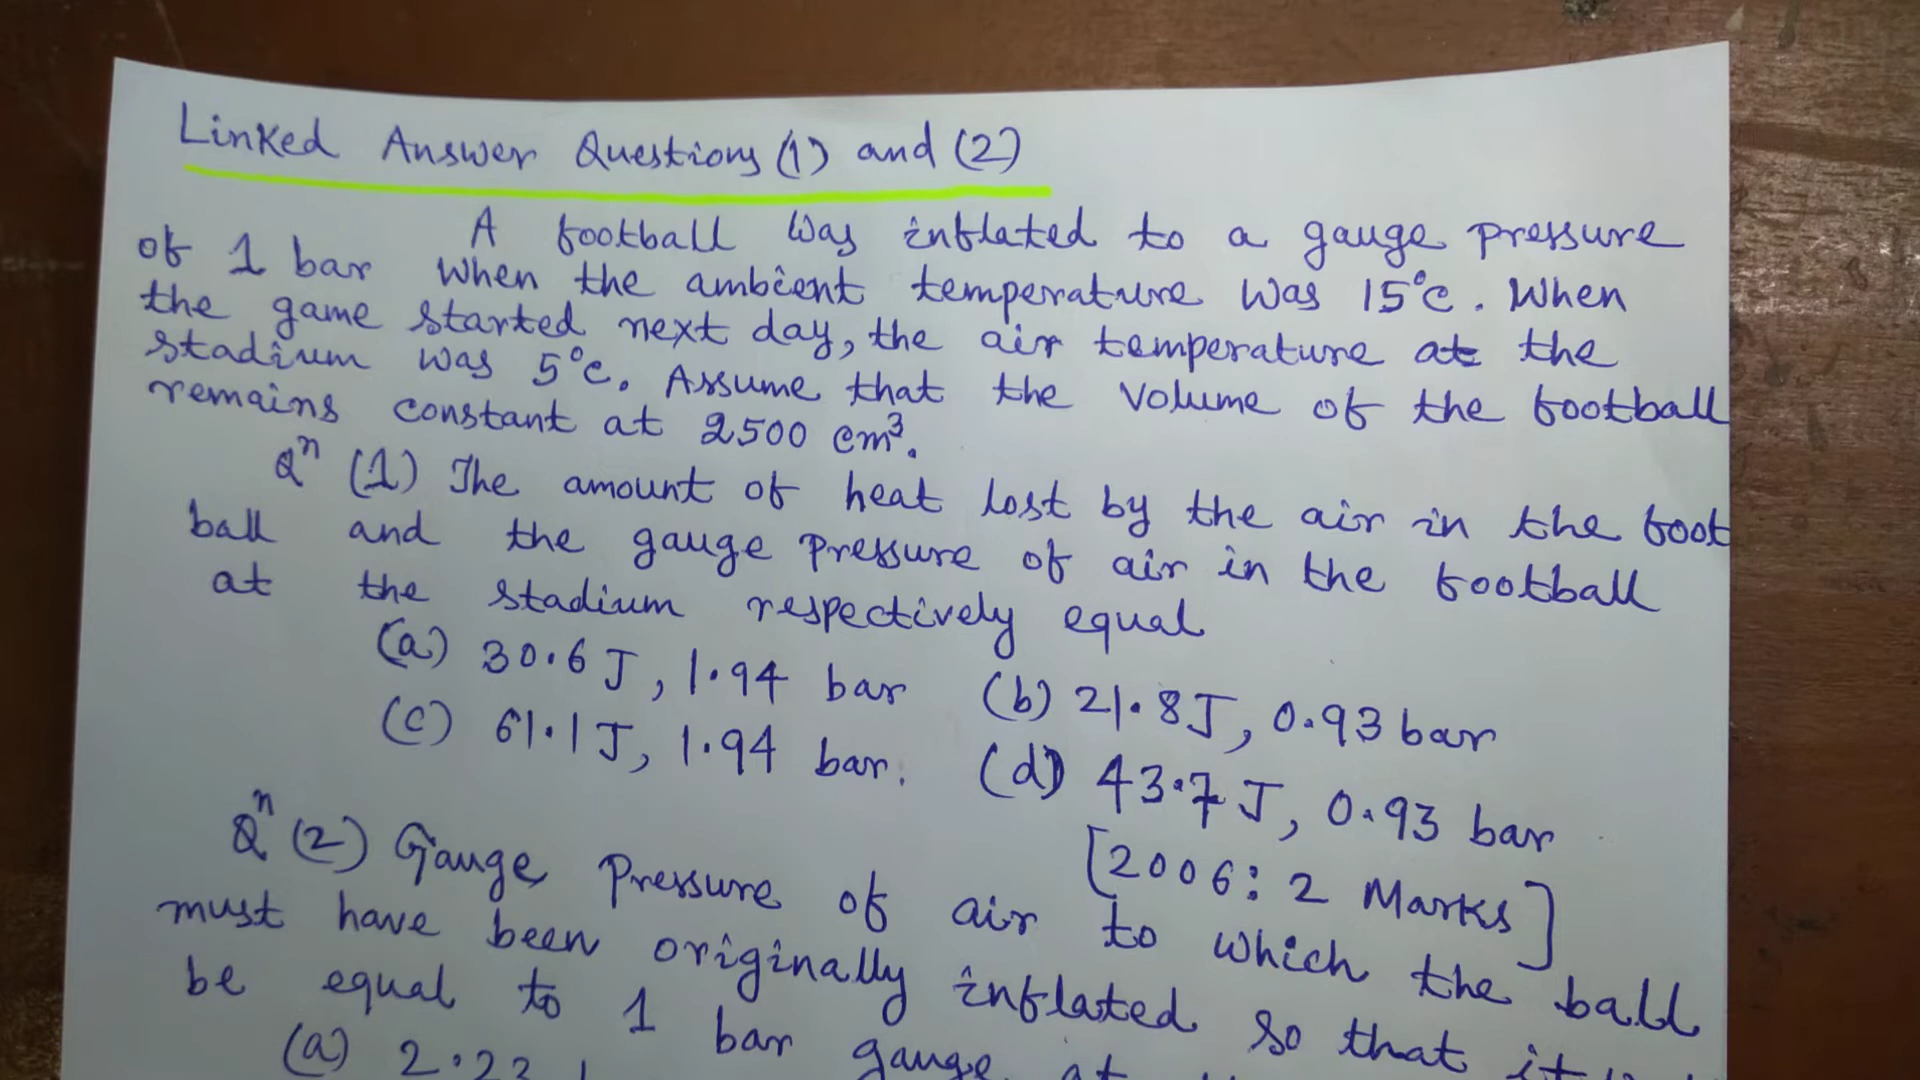 Linked Answer Questions (1) and (2)
A football was inflated to a gauge pressure
of 1 bar when the ambient temperature was 15°C. When
the game started next day, the air temperature at the
stadium was 5°C. Assume that the volume of the football
remains constant at 2500 cm³.
Qⁿ (1) The amount of heat lost by the air in the foot
ball and the gauge pressure of air in the football
at the stadium respectively equal
(a) 30.6 J, 1.94 bar (b) 21.8 J, 0.93 bar
(c) 61.1 J, 1.94 bar. (d) 43.7 J, 0.93 bar
[2006: 2 Marks]
Qⁿ (2) Gauge pressure of air to which the ball
must have been originally inflated so that it
be equal to 1 bar gauge at
(a) 2.23